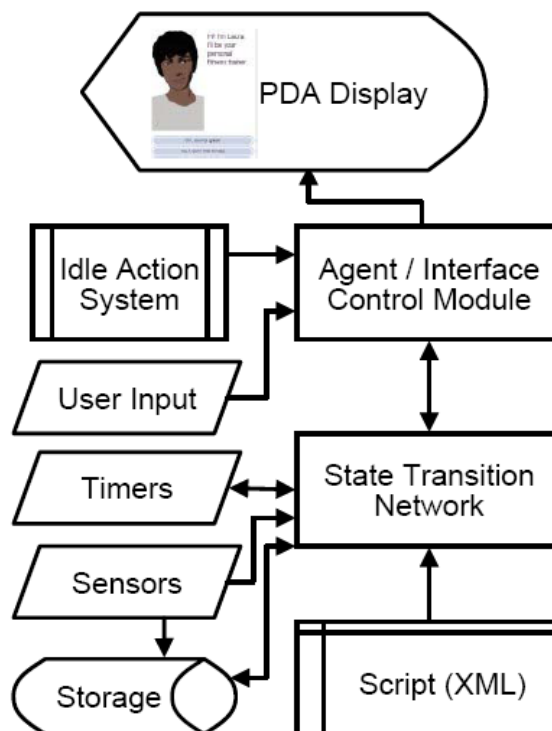 Hi! I'm Laura.
I'll be your
personal
fitness trainer.
PDA Display
Idle Action
System
Agent / Interface
Control Module
User Input
Timers
State Transition
Network
Sensors
Storage
Script (XML)